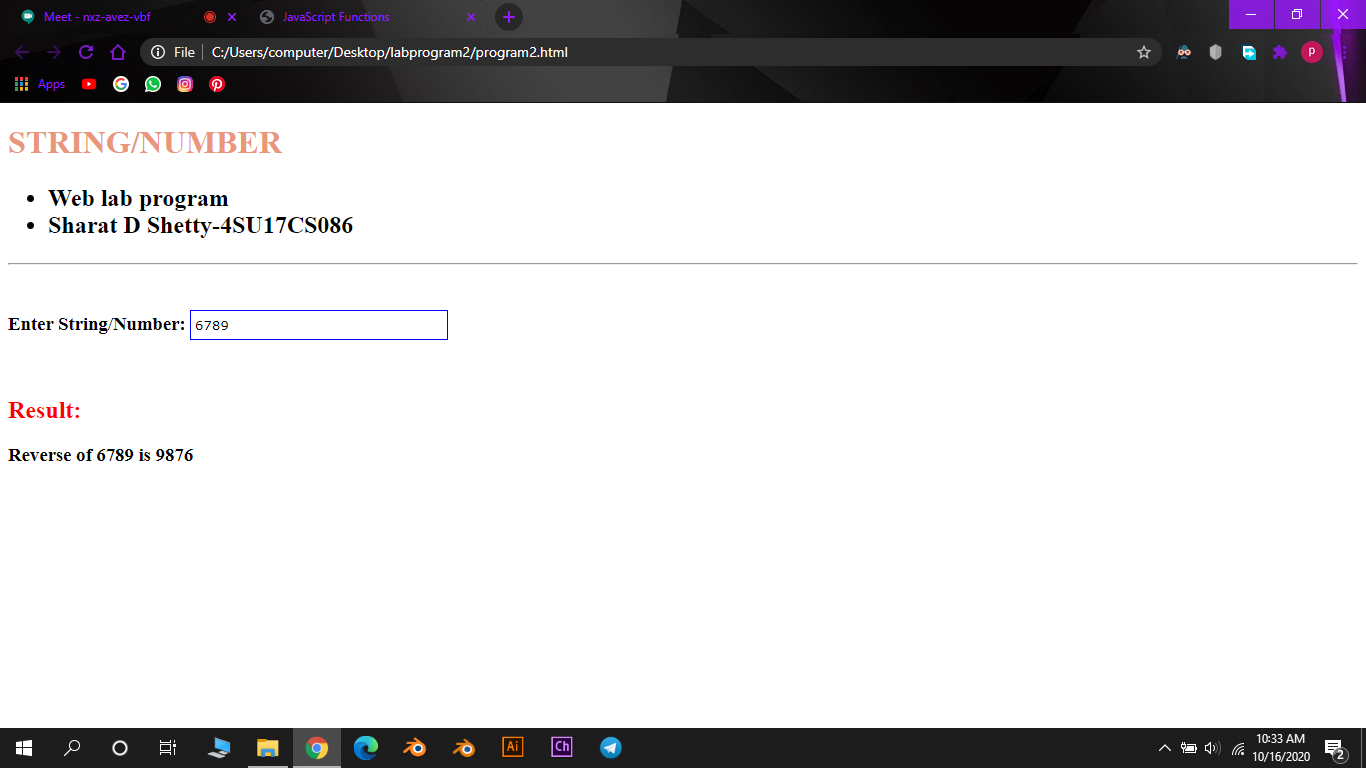 Meet - nxz-avez-vbf
JavaScript Functions
File C:/Users/computer/Desktop/labprogram2/program2.html
P
Apps
STRING/NUMBER
• Web lab program
• Sharat D Shetty-4SU17CS086
Enter String/Number: 6789
Result:
Reverse of 6789 is 9876
Ai
Ch
10:33 AM
10/16/2020
2